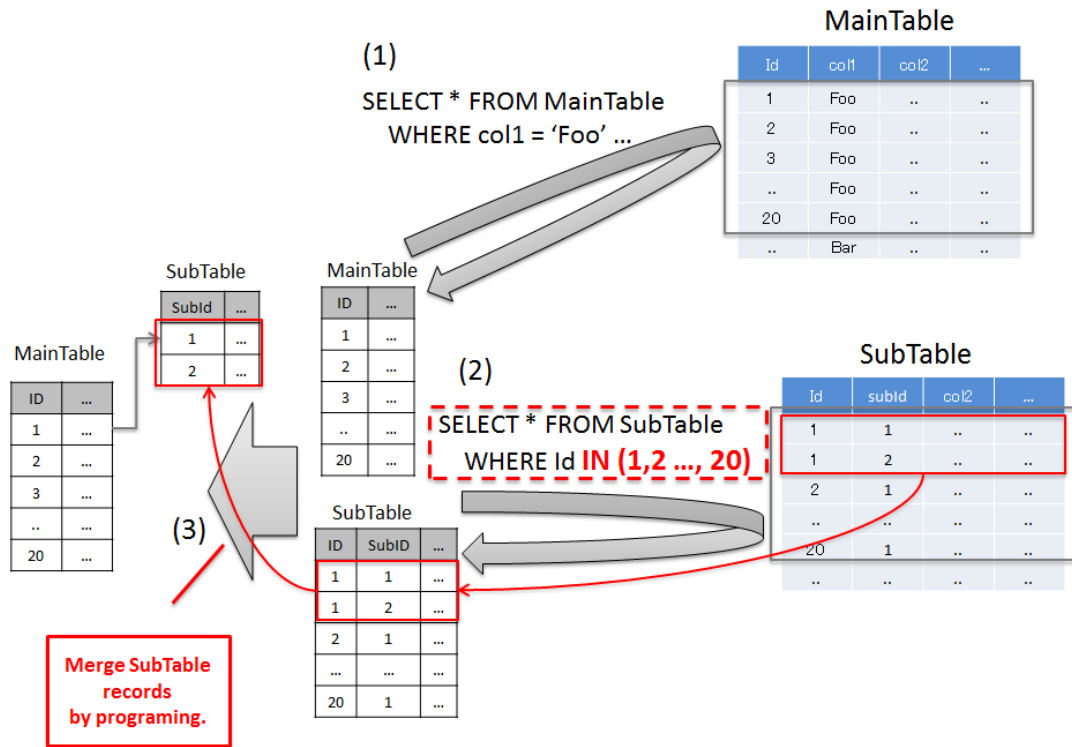 MainTable
(1)
SELECT * FROM MainTable
WHERE col1 = ‘Foo’ ...
Id col1 col2 ...
1 Foo .. ..
2 Foo .. ..
3 Foo .. ..
.. Foo .. ..
20 Foo .. ..
.. Bar .. ..
SubTable
SubId ...
1 ...
2 ...
MainTable
ID ...
1 ...
2 ...
3 ...
.. ...
20 ...
MainTable
ID ...
1 ...
2 ...
3 ...
.. ...
20 ...
(2)
SELECT * FROM SubTable
WHERE Id IN (1,2 ..., 20)
SubTable
Id subId col2 ...
1 1 .. ..
1 2 .. ..
2 1 .. ..
.. .. .. ..
20 1 .. ..
.. .. .. ..
(3)
SubTable
ID SubID ...
1 1 ...
1 2 ...
2 1 ...
... ... ...
20 1 ...
Merge SubTable
records
by programing.